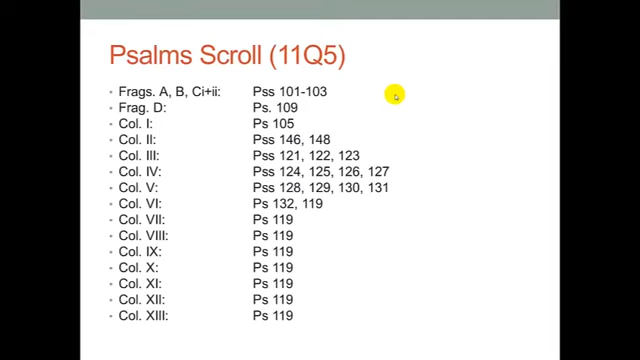 Psalms Scroll (11Q5)
• Frags. A, B, Ci+ii: Pss 101-103
• Frag. D: Ps. 109
• Col. I: Ps 105
• Col. II: Pss 146, 148
• Col. III: Pss 121, 122, 123
• Col. IV: Pss 124, 125, 126, 127
• Col. V: Pss 128, 129, 130, 131
• Col. VI: Ps 132, 119
• Col. VII: Ps 119
• Col. VIII: Ps 119
• Col. IX: Ps 119
• Col. X: Ps 119
• Col. XI: Ps 119
• Col. XII: Ps 119
• Col. XIII: Ps 119